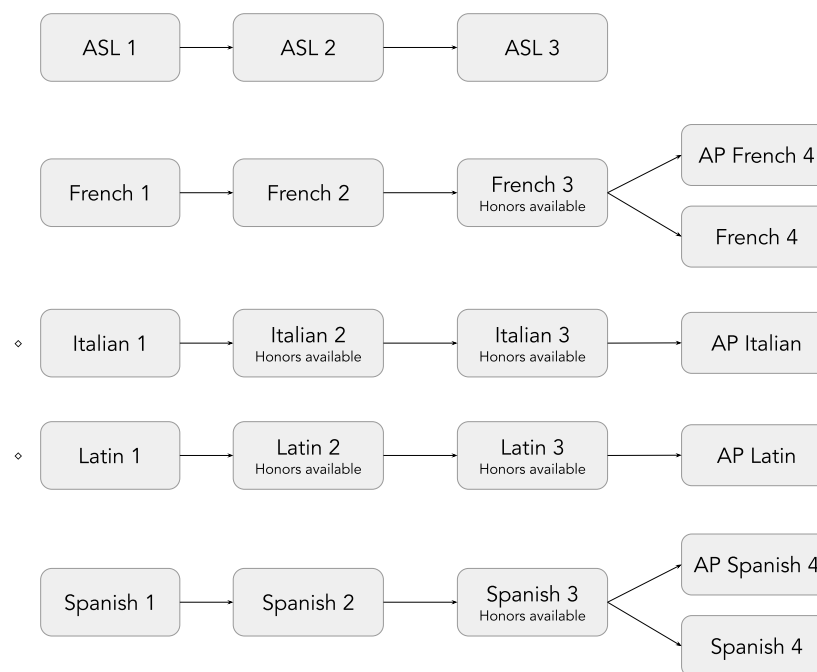 ASL 1
ASL 2
ASL 3
French 1
French 2
French 3
Honors available
AP French 4
French 4
Italian 1
Italian 2
Honors available
Italian 3
Honors available
AP Italian
Latin 1
Latin 2
Honors available
Latin 3
Honors available
AP Latin
Spanish 1
Spanish 2
Spanish 3
Honors available
AP Spanish 4
Spanish 4